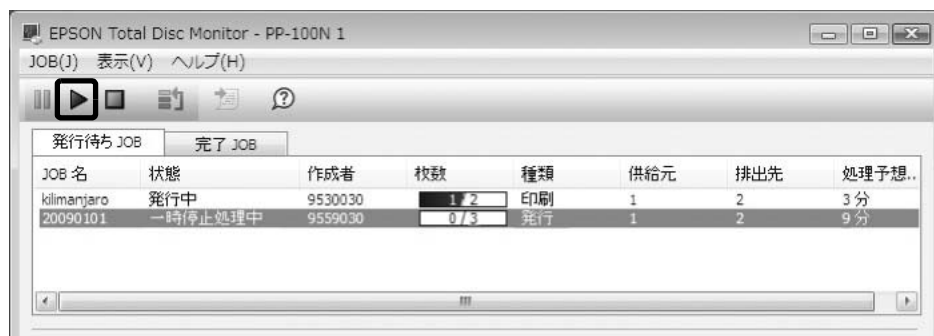 EPSON Total Disc Monitor - PP-100N 1
JOB(J) 表示(V) ヘルプ(H)
発行待ち JOB 完了 JOB
JOB 名 状態 作成者 枚数 種類 供給元 排出先 処理予想..
kilimanjaro 発行中 9530030 1 / 2 印刷 1 2 3 分
20090101 一時停止処理中 9559030 0 / 3 発行 1 2 9 分